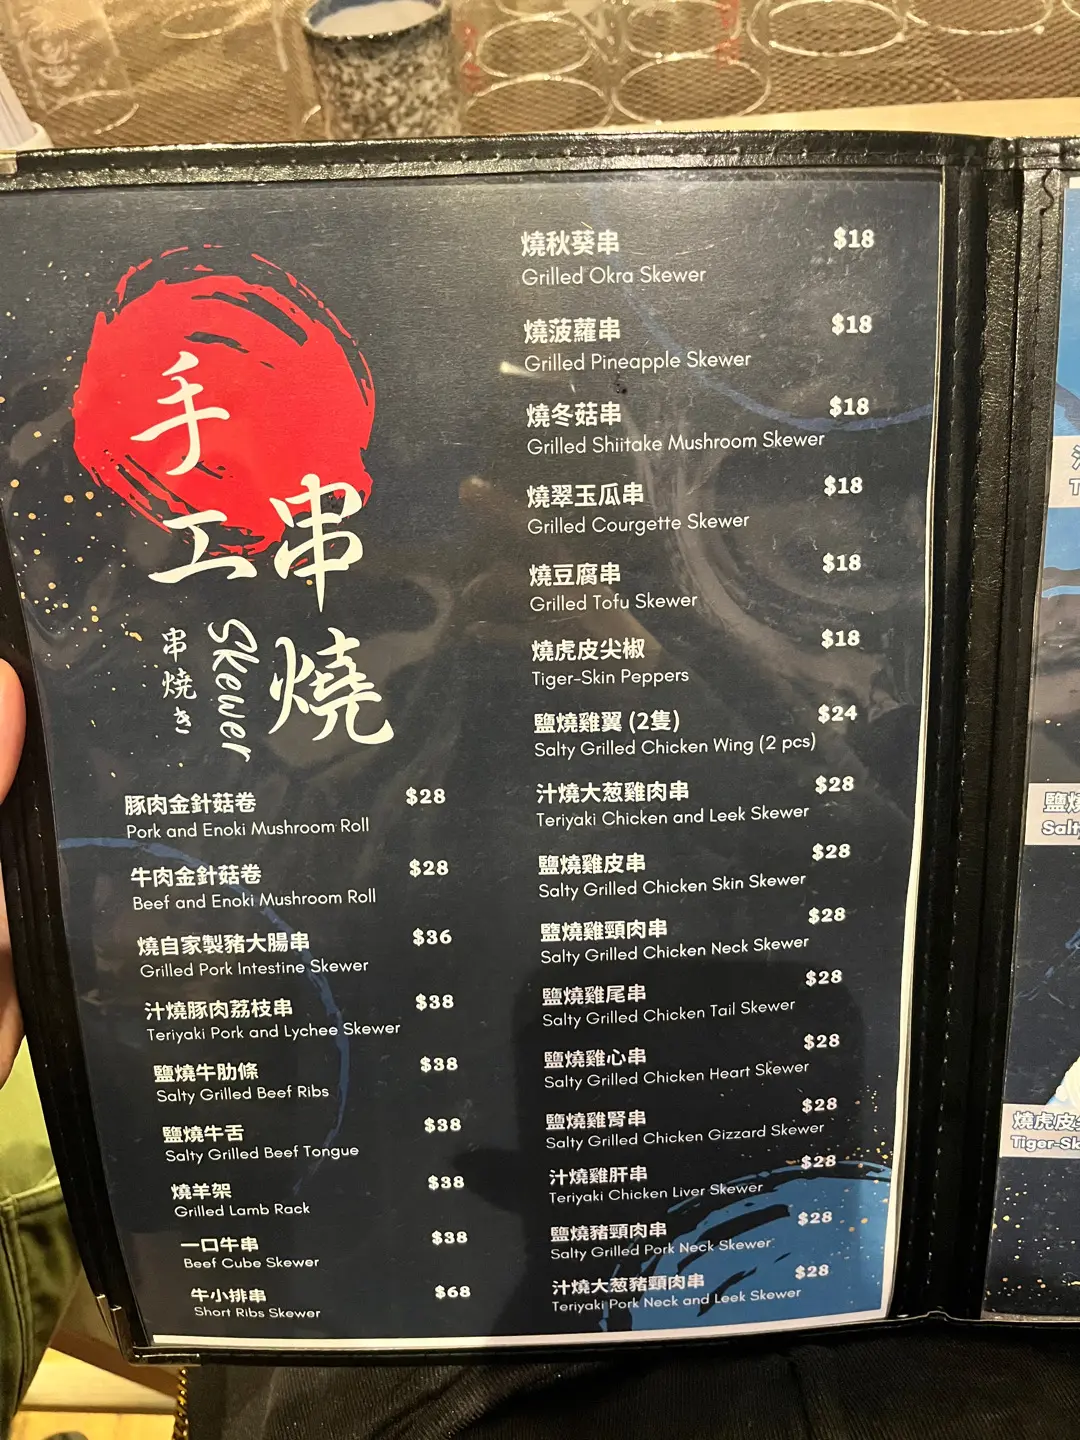 手工
串燒
Skewer
串焼き
豚肉金針菇卷 $28
Pork and Enoki Mushroom Roll
牛肉金針菇卷 $28
Beef and Enoki Mushroom Roll
燒自家製豬大腸串 $36
Grilled Pork Intestine Skewer
汁燒豚肉荔枝串 $38
Teriyaki Pork and Lychee Skewer
鹽燒牛肋條 $38
Salty Grilled Beef Ribs
鹽燒牛舌 $38
Salty Grilled Beef Tongue
燒羊架 $38
Grilled Lamb Rack
一口牛串 $38
Beef Cube Skewer
牛小排串 $68
Short Ribs Skewer
燒秋葵串 $18
Grilled Okra Skewer
燒菠蘿串 $18
Grilled Pineapple Skewer
燒冬菇串 $18
Grilled Shiitake Mushroom Skewer
燒翠玉瓜串 $18
Grilled Courgette Skewer
燒豆腐串 $18
Grilled Tofu Skewer
燒虎皮尖椒 $18
Tiger-Skin Peppers
鹽燒雞翼 (2隻) $24
Salty Grilled Chicken Wing (2 pcs)
汁燒大葱雞肉串 $28
Teriyaki Chicken and Leek Skewer
鹽燒雞皮串 $28
Salty Grilled Chicken Skin Skewer
鹽燒雞頸肉串 $28
Salty Grilled Chicken Neck Skewer
鹽燒雞尾串 $28
Salty Grilled Chicken Tail Skewer
鹽燒雞心串 $28
Salty Grilled Chicken Heart Skewer
鹽燒雞腎串 $28
Salty Grilled Chicken Gizzard Skewer
汁燒雞肝串 $28
Teriyaki Chicken Liver Skewer
鹽燒豬頸肉串 $28
Salty Grilled Pork Neck Skewer
汁燒大葱豬頸肉串 $28
Teriyaki Pork Neck and Leek Skewer
鹽燒
Salty
燒虎皮
Tiger-Sk